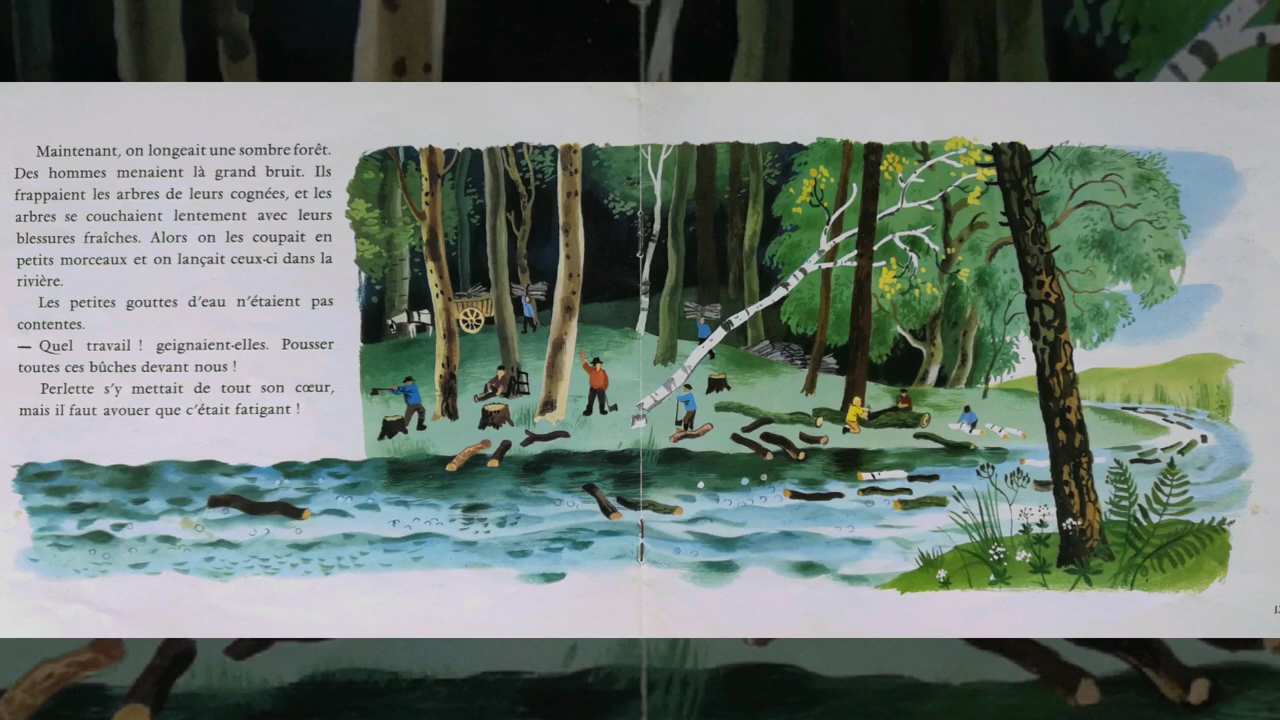 Maintenant, on longeait une sombre forêt.
Des hommes menaient là grand bruit. Ils
frappaient les arbres de leurs cognées, et les
arbres se couchaient lentement avec leurs
blessures fraîches. Alors on les coupait en
petits morceaux et on lançait ceux-ci dans la
rivière.
Les petites gouttes d'eau n'étaient pas
contentes.
— Quel travail ! geignaient-elles. Pousser
toutes ces bûches devant nous !
Perlette s'y mettait de tout son cœur,
mais il faut avouer que c'était fatigant !